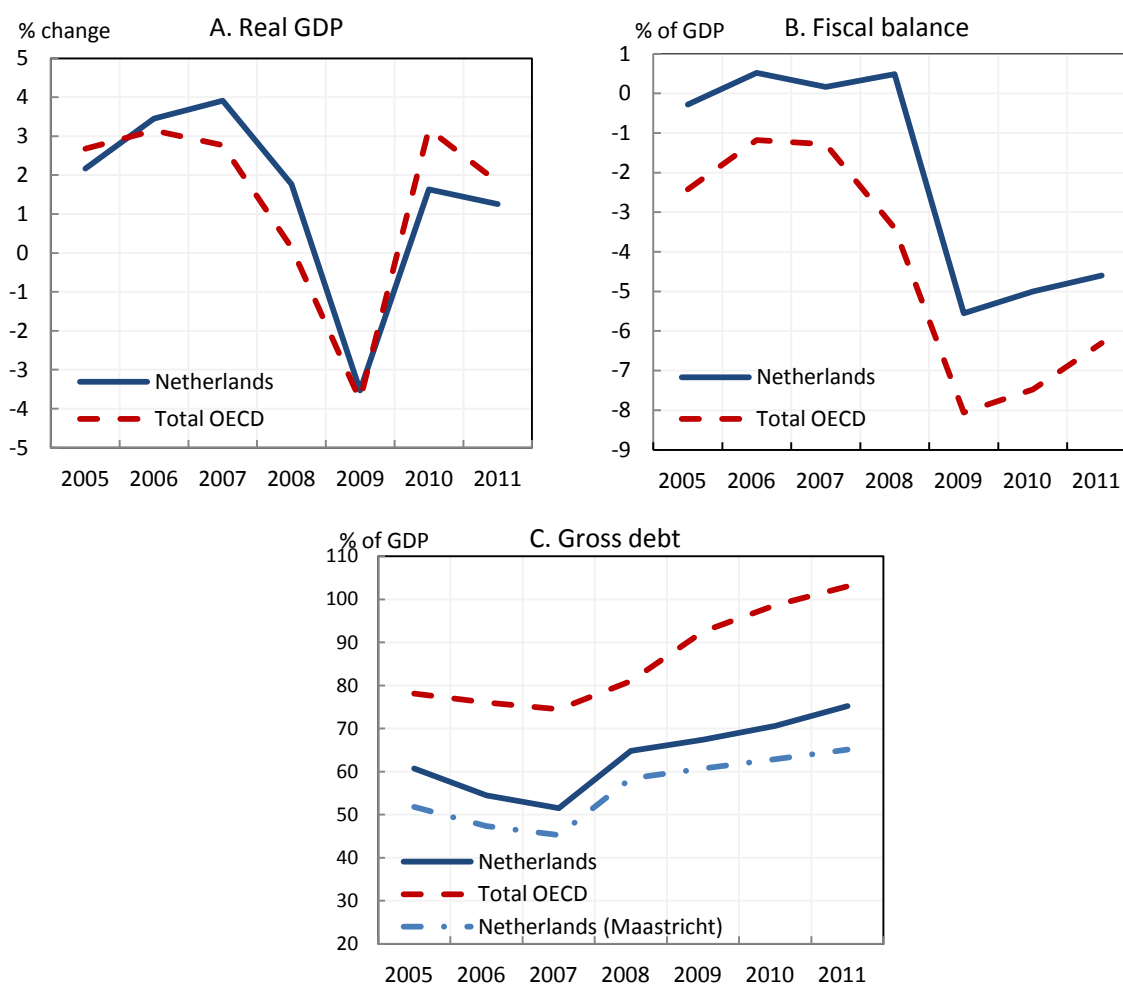 A. Real GDP
% change
5
4
3
2
1
0
-1
-2
-3
-4
-5
Netherlands
Total OECD
2005 2006 2007 2008 2009 2010 2011
B. Fiscal balance
% of GDP
1
0
-1
-2
-3
-4
-5
-6
-7
-8
-9
Netherlands
Total OECD
2005 2006 2007 2008 2009 2010 2011
C. Gross debt
% of GDP
110
100
90
80
70
60
50
40
30
20
Netherlands
Total OECD
Netherlands (Maastricht)
2005 2006 2007 2008 2009 2010 2011